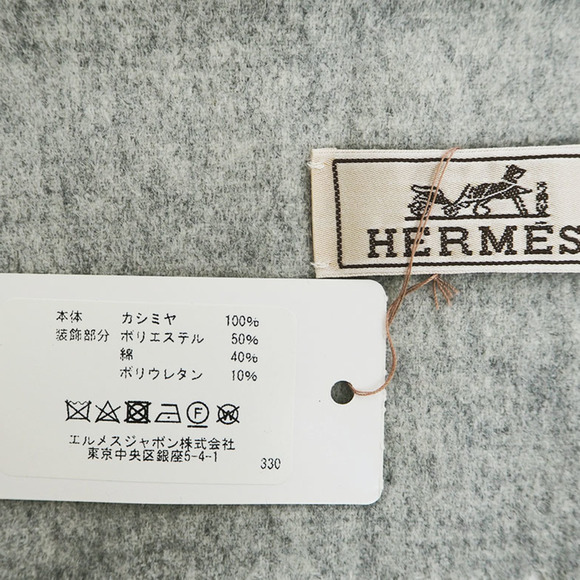 HERMÈS
本体 カシミヤ 100%
装飾部分 ポリエステル 50%
綿 40%
ポリウレタン 10%
F W
エルメスジャポン株式会社
東京中央区銀座5-4-1
330